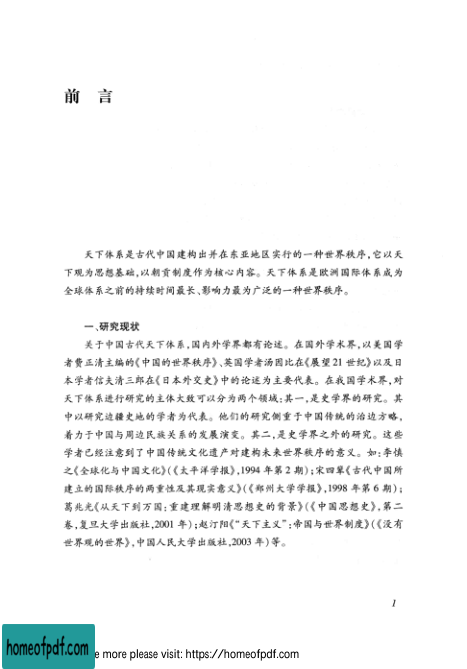 前 言
天下体系是古代中国建构出并在东亚地区实行的一种世界秩序,它以天
下观为思想基础,以朝贡制度作为核心内容。天下体系是欧洲国际体系成为
全球体系之前的持续时间最长、影响力最为广泛的一种世界秩序。
一、研究现状
关于中国古代天下体系,国内外学界都有论述。在国外学术界,以美国学
者费正清主编的《中国的世界秩序》、英国学者汤因比在《展望 21 世纪》以及日
本学者信夫清三郎在《日本外交史》中的论述为主要代表。在我国学术界,对
天下体系进行研究的主体大致可以分为两个领域:其一,是史学界的研究。其
中以研究边疆史地的学者为代表。他们的研究侧重于中国传统的治边方略,
着力于中国与周边民族关系的发展演变。其二,是史学界之外的研究。这些
学者已经注意到了中国传统文化遗产对建构未来世界秩序的意义。如:李慎
之《全球化与中国文化》(《太平洋学报》,1994 年第 2 期);宋四辈《古代中国所
建立的国际秩序的两重性及其现实意义》(《郑州大学学报》,1998 年第 6 期);
葛兆光《从天下到万国:重建理解明清思想史的背景》(《中国思想史》,第二
卷,复旦大学出版社,2001 年);赵汀阳《“天下主义”:帝国与世界制度》(《没有
世界观的世界》,中国人民大学出版社,2003 年)等。
1
homeofpdf.com
e more please visit: https://homeofpdf.com